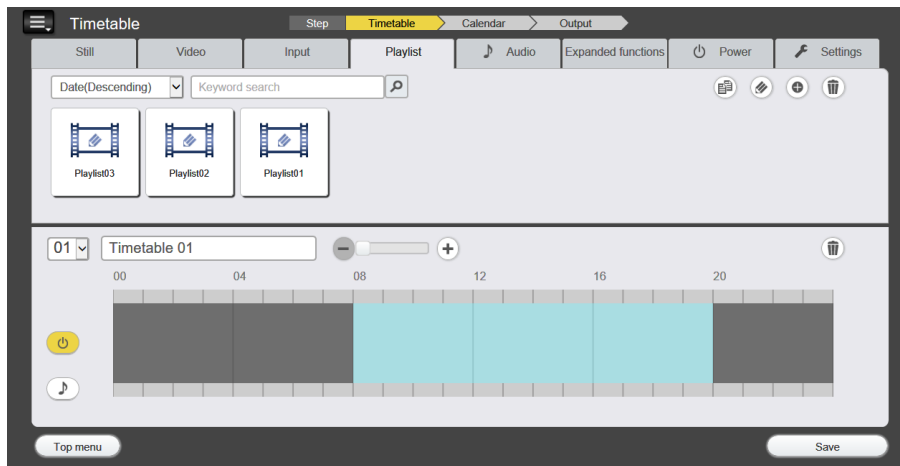 Timetable
Step Timetable Calendar Output
Still Video Input Playlist Audio Expanded functions Power Settings
Date(Descending) Keyword search
Playlist03 Playlist02 Playlist01
01 Timetable 01
00 04 08 12 16 20
Top menu Save